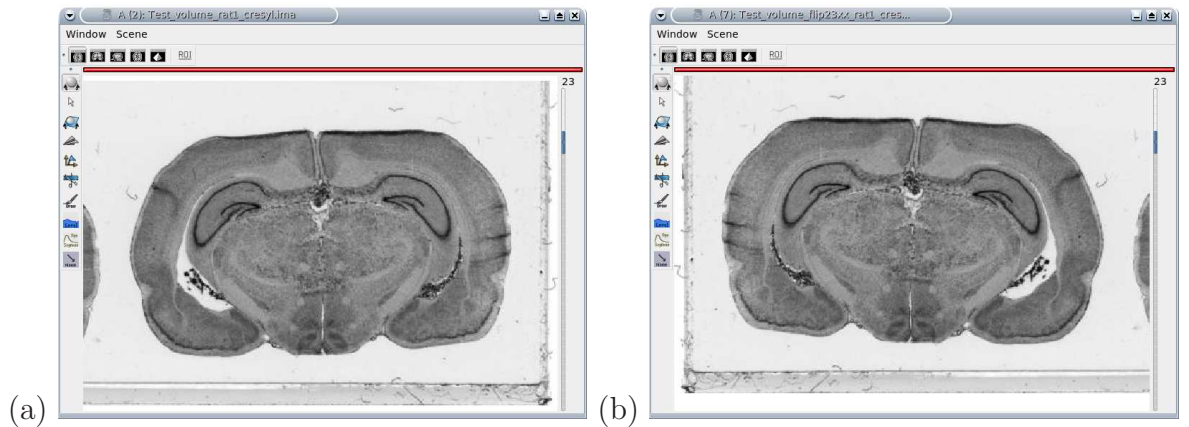 A (2): Test_volume_rat1_cresyl.ima
Window Scene
ROI
23
(a)
A (7): Test_volume_flip23xx_rat1_cres...
Window Scene
ROI
23
(b)